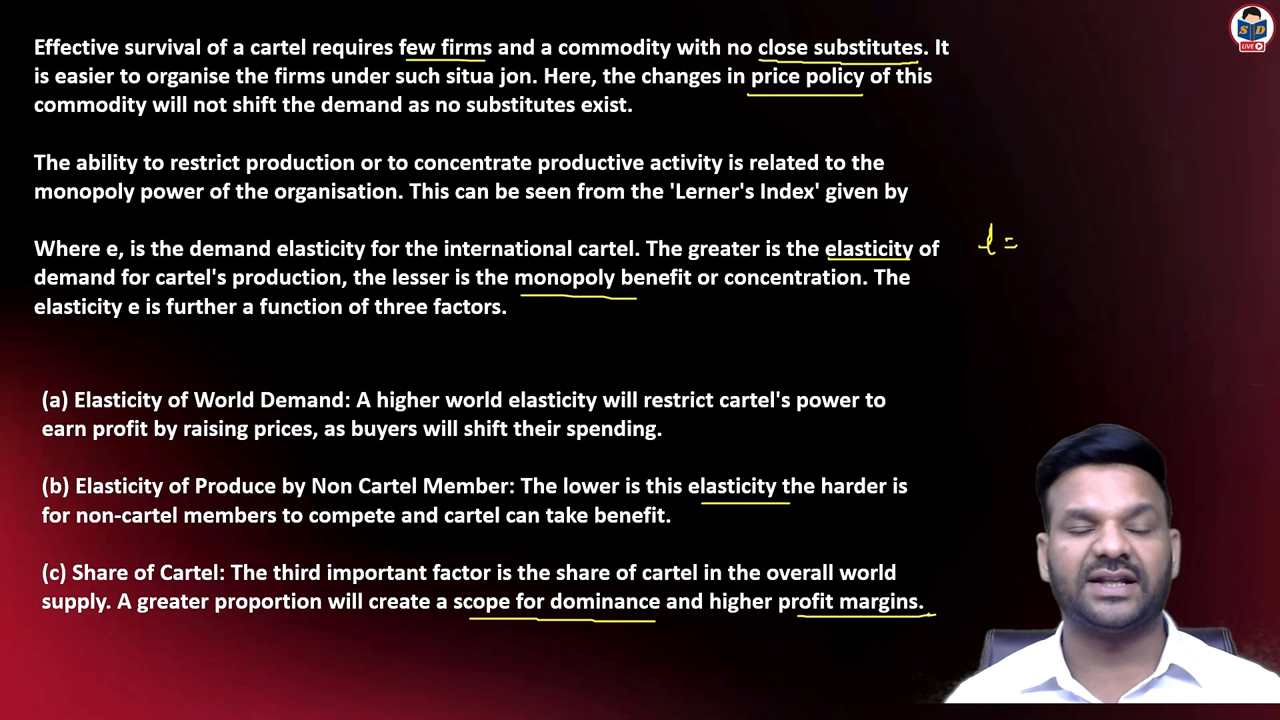 Effective survival of a cartel requires few firms and a commodity with no close substitutes. It
is easier to organise the firms under such situa jon. Here, the changes in price policy of this
commodity will not shift the demand as no substitutes exist.
The ability to restrict production or to concentrate productive activity is related to the
monopoly power of the organisation. This can be seen from the 'Lerner's Index' given by
Where e, is the demand elasticity for the international cartel. The greater is the elasticity of
demand for cartel's production, the lesser is the monopoly benefit or concentration. The
elasticity e is further a function of three factors.
l =
(a) Elasticity of World Demand: A higher world elasticity will restrict cartel's power to
earn profit by raising prices, as buyers will shift their spending.
(b) Elasticity of Produce by Non Cartel Member: The lower is this elasticity the harder is
for non-cartel members to compete and cartel can take benefit.
(c) Share of Cartel: The third important factor is the share of cartel in the overall world
supply. A greater proportion will create a scope for dominance and higher profit margins.
S D
LIVE